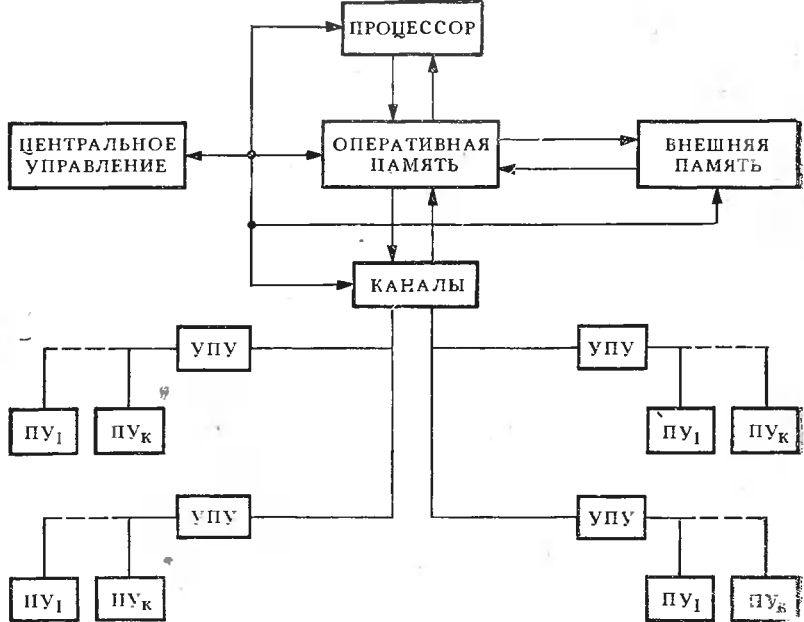 ПРОЦЕССОР
ЦЕНТРАЛЬНОЕ
УПРАВЛЕНИЕ
ОПЕРАТИВНАЯ
ПАМЯТЬ
ВНЕШНЯЯ
ПАМЯТЬ
КАНАЛЫ
УПУ
УПУ
ПУ₁
ПУк
ПУ₁
ПУк
УПУ
УПУ
ПУ₁
ПУк
ПУ₁
ПУк